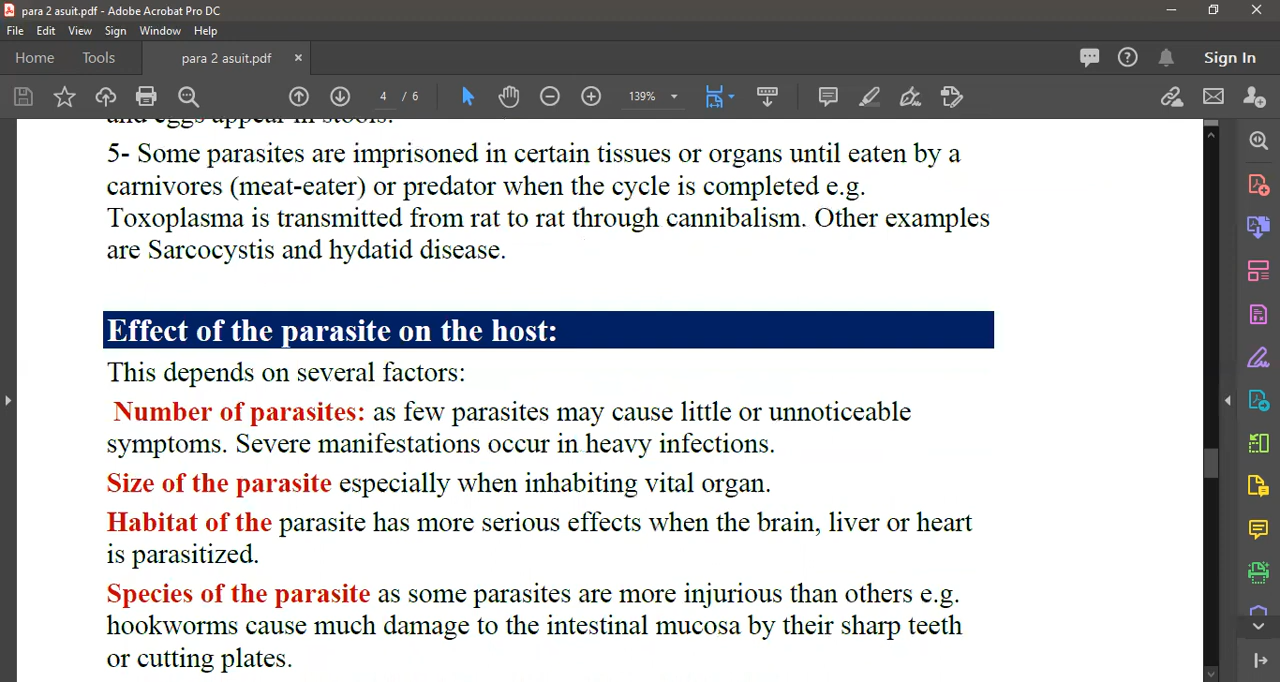 para 2 asuit.pdf - Adobe Acrobat Pro DC
File Edit View Sign Window Help
Home Tools para 2 asuit.pdf × Sign In
4 / 6 139%
and eggs appear in stools.
5- Some parasites are imprisoned in certain tissues or organs until eaten by a
carnivores (meat-eater) or predator when the cycle is completed e.g.
Toxoplasma is transmitted from rat to rat through cannibalism. Other examples
are Sarcocystis and hydatid disease.
Effect of the parasite on the host:
This depends on several factors:
Number of parasites: as few parasites may cause little or unnoticeable
symptoms. Severe manifestations occur in heavy infections.
Size of the parasite especially when inhabiting vital organ.
Habitat of the parasite has more serious effects when the brain, liver or heart
is parasitized.
Species of the parasite as some parasites are more injurious than others e.g.
hookworms cause much damage to the intestinal mucosa by their sharp teeth
or cutting plates.